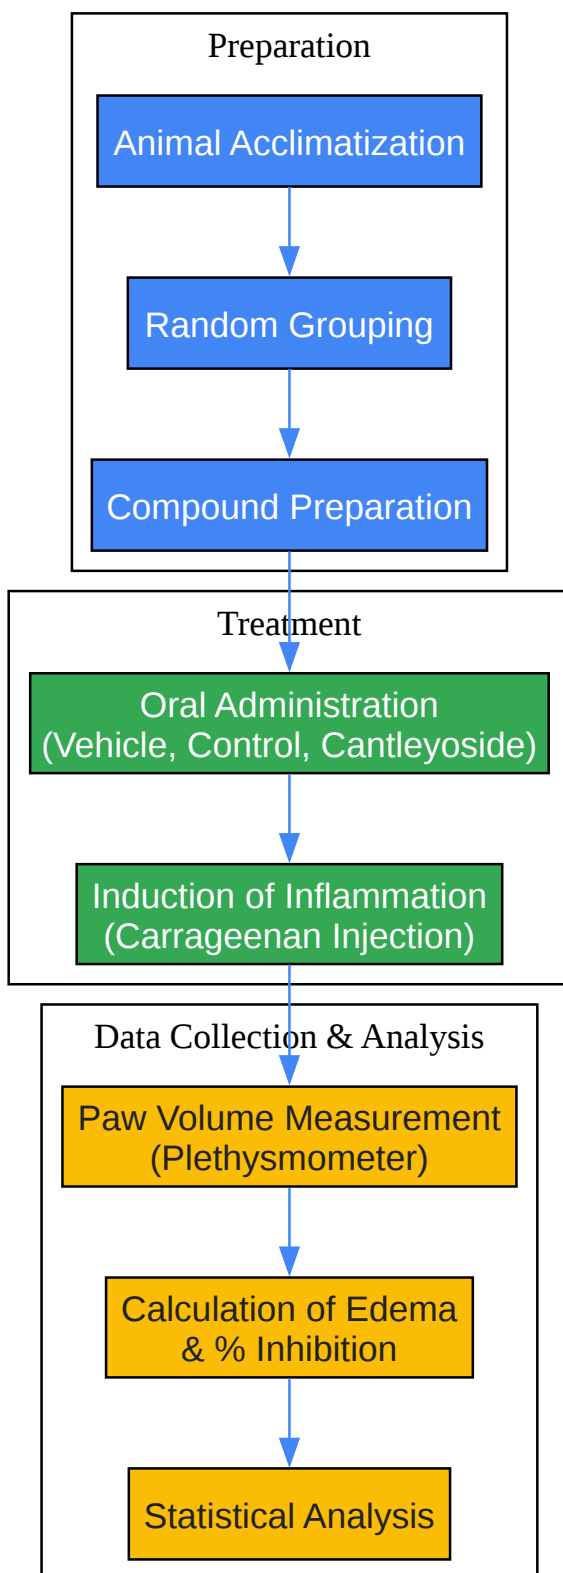 Preparation
Animal Acclimatization
Random Grouping
Compound Preparation
Treatment
Oral Administration
(Vehicle, Control, Cantleyoside)
Induction of Inflammation
(Carrageenan Injection)
Data Collection & Analysis
Paw Volume Measurement
(Plethysmometer)
Calculation of Edema
& % Inhibition
Statistical Analysis